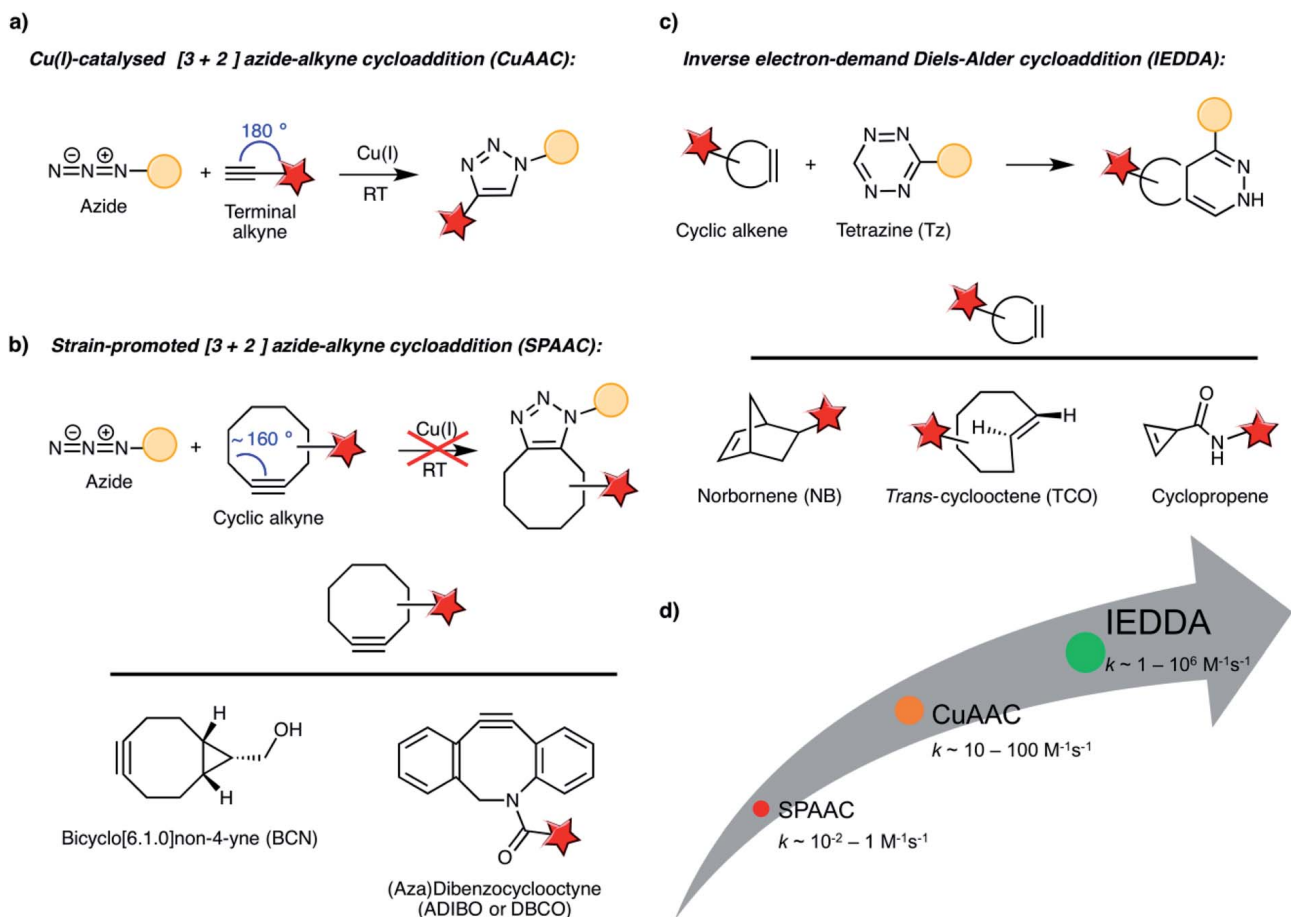 a)
Cu(I)-catalysed [3 + 2 ] azide-alkyne cycloaddition (CuAAC):
180 º
N N N
⊖ ⊕
+
Cu(I)
RT
N N N
Azide
Terminal
alkyne
b) Strain-promoted [3 + 2 ] azide-alkyne cycloaddition (SPAAC):
N N N
⊖ ⊕
+
~ 160 º
Cu(I)
RT
N N N
Azide
Cyclic alkyne
H
OH
H
Bicyclo[6.1.0]non-4-yne (BCN)
N
O
(Aza)Dibenzocyclooctyne
(ADIBO or DBCO)
c)
Inverse electron-demand Diels-Alder cycloaddition (IEDDA):
+
N N
N N
N
NH
Cyclic alkene
Tetrazine (Tz)
H
H
O
N
H
Norbornene (NB)
Trans-cyclooctene (TCO)
Cyclopropene
d)
IEDDA
k ~ 1 – 10⁶ M⁻¹s⁻¹
CuAAC
k ~ 10 – 100 M⁻¹s⁻¹
SPAAC
k ~ 10⁻² – 1 M⁻¹s⁻¹